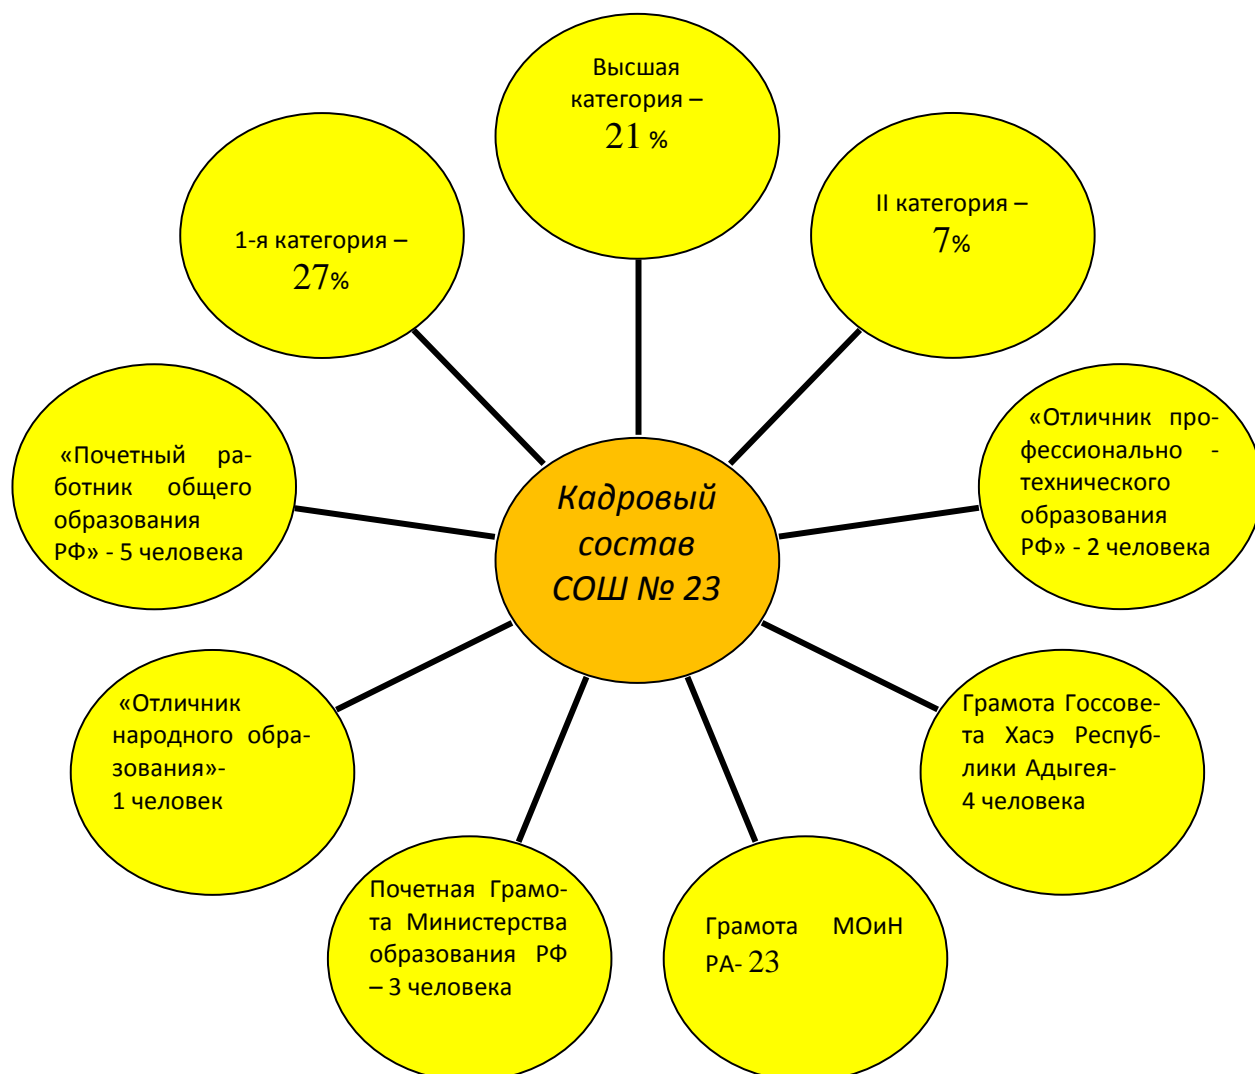 Высшая
категория –
21 %
II категория –
7%
1-я категория –
27%
«Отличник про-
фессионально -
технического
образования
РФ» - 2 человека
«Почетный ра-
ботник общего
образования
РФ» - 5 человека
Кадровый
состав
СОШ № 23
Грамота Госсове-
та Хасэ Респуб-
лики Адыгея-
4 человека
«Отличник
народного обра-
зования»-
1 человек
Почетная Грамо-
та Министерства
образования РФ
– 3 человека
Грамота МОиН
РА- 23